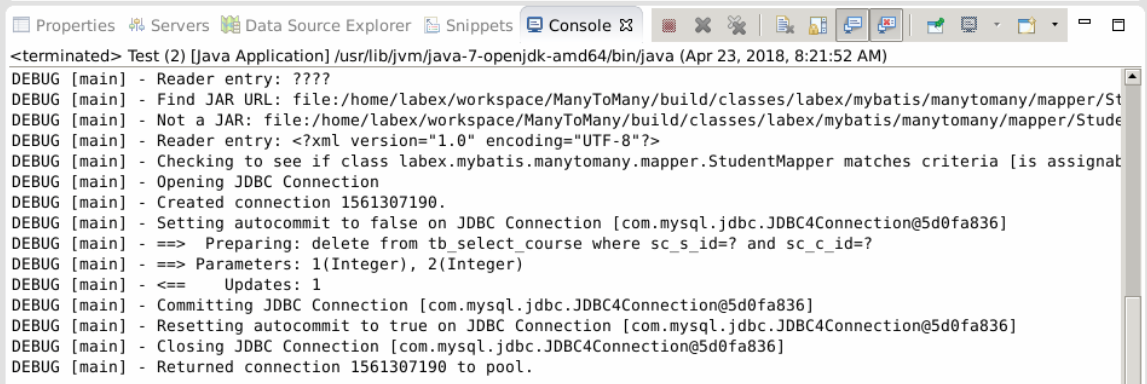 Properties Servers Data Source Explorer Snippets Console
<terminated> Test (2) [Java Application] /usr/lib/jvm/java-7-openjdk-amd64/bin/java (Apr 23, 2018, 8:21:52 AM)
DEBUG [main] - Reader entry: ????
DEBUG [main] - Find JAR URL: file:/home/labex/workspace/ManyToMany/build/classes/labex/mybatis/manytomany/mapper/St
DEBUG [main] - Not a JAR: file:/home/labex/workspace/ManyToMany/build/classes/labex/mybatis/manytomany/mapper/Stude
DEBUG [main] - Reader entry: <?xml version="1.0" encoding="UTF-8"?>
DEBUG [main] - Checking to see if class labex.mybatis.manytomany.mapper.StudentMapper matches criteria [is assignab
DEBUG [main] - Opening JDBC Connection
DEBUG [main] - Created connection 1561307190.
DEBUG [main] - Setting autocommit to false on JDBC Connection [com.mysql.jdbc.JDBC4Connection@5d0fa836]
DEBUG [main] - ==>  Preparing: delete from tb_select_course where sc_s_id=? and sc_c_id=?
DEBUG [main] - ==> Parameters: 1(Integer), 2(Integer)
DEBUG [main] - <==    Updates: 1
DEBUG [main] - Committing JDBC Connection [com.mysql.jdbc.JDBC4Connection@5d0fa836]
DEBUG [main] - Resetting autocommit to true on JDBC Connection [com.mysql.jdbc.JDBC4Connection@5d0fa836]
DEBUG [main] - Closing JDBC Connection [com.mysql.jdbc.JDBC4Connection@5d0fa836]
DEBUG [main] - Returned connection 1561307190 to pool.